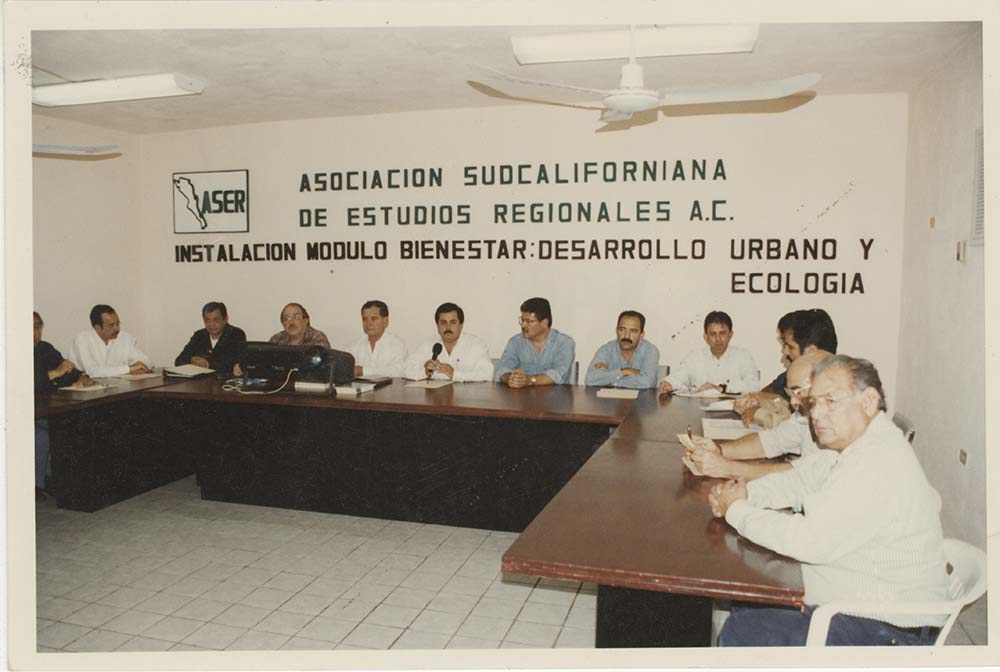 ASER
ASOCIACION SUDCALIFORNIANA
DE ESTUDIOS REGIONALES A.C.
INSTALACION MODULO BIENESTAR: DESARROLLO URBANO Y
ECOLOGIA